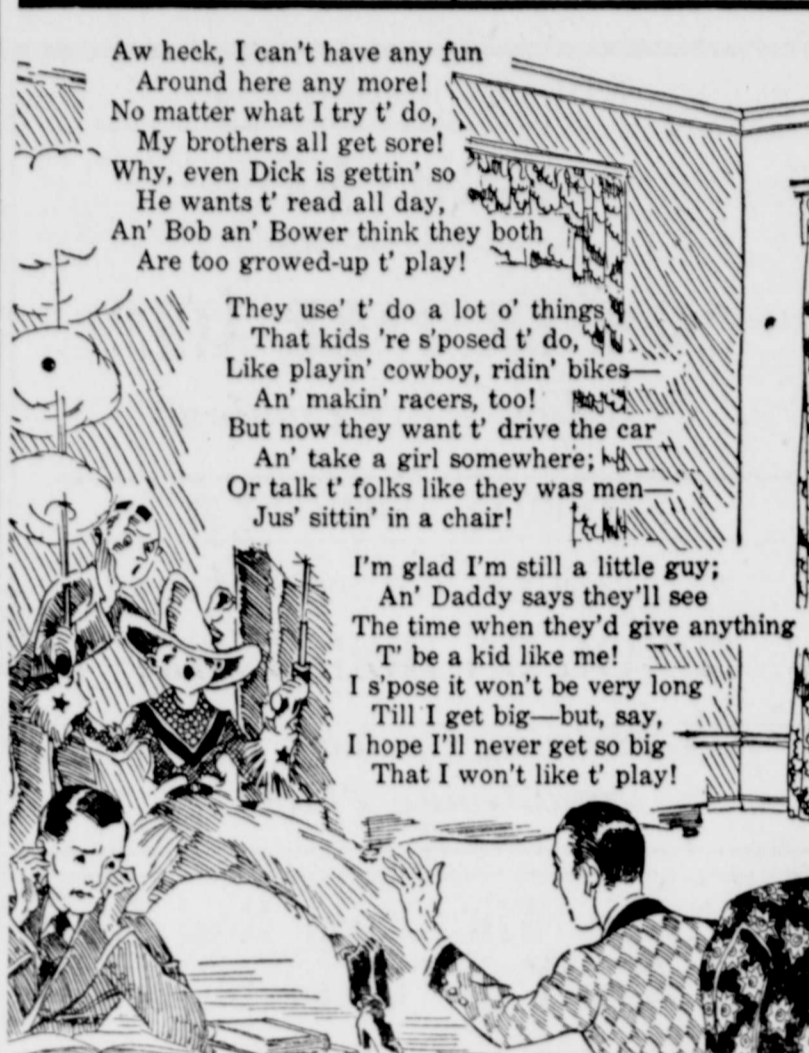 Aw heck, I can't have any fun
Around here any more!
No matter what I try t' do,
My brothers all get sore!
Why, even Dick is gettin' so
He wants t' read all day,
An' Bob an' Bower think they both
Are too growed-up t' play!
They use' t' do a lot o' things
That kids 're s'posed t' do,
Like playin' cowboy, ridin' bikes—
An' makin' racers, too!
But now they want t' drive the car
An' take a girl somewhere;
Or talk t' folks like they was men—
Jus' sittin' in a chair!
I'm glad I'm still a little guy;
An' Daddy says they'll see
The time when they'd give anything
T' be a kid like me!
I s'pose it won't be very long
Till I get big—but, say,
I hope I'll never get so big
That I won't like t' play!